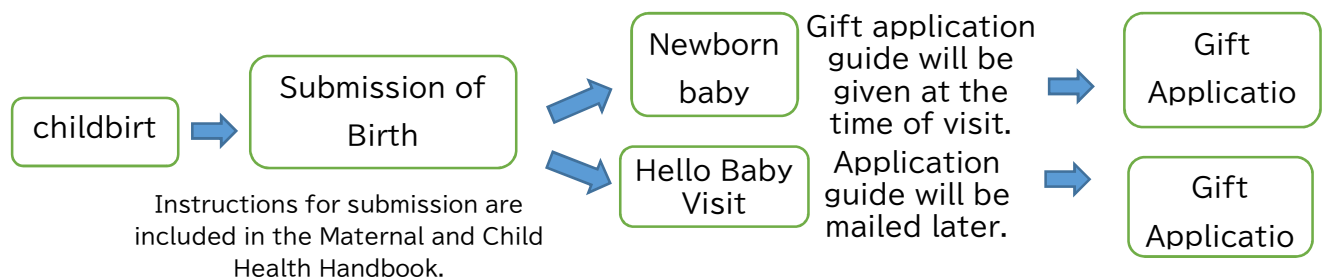 childbirt
Submission of
Birth
Instructions for submission are
included in the Maternal and Child
Health Handbook.
Newborn
baby
Gift application
guide will be
given at the
time of visit.
Gift
Applicatio
Hello Baby
Visit
Application
guide will be
mailed later.
Gift
Applicatio